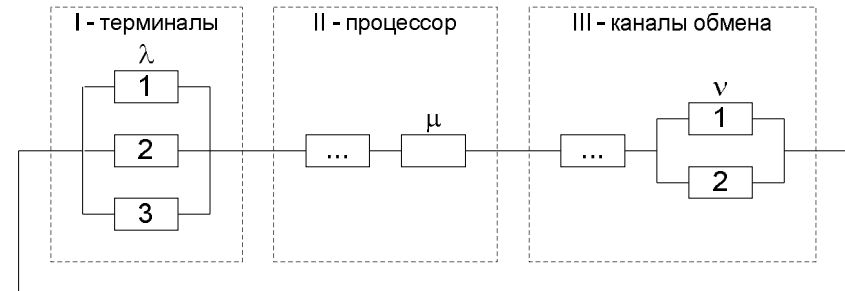 I - терминалы
II - процессор
III - каналы обмена
λ
1
2
3
...
μ
...
ν
1
2